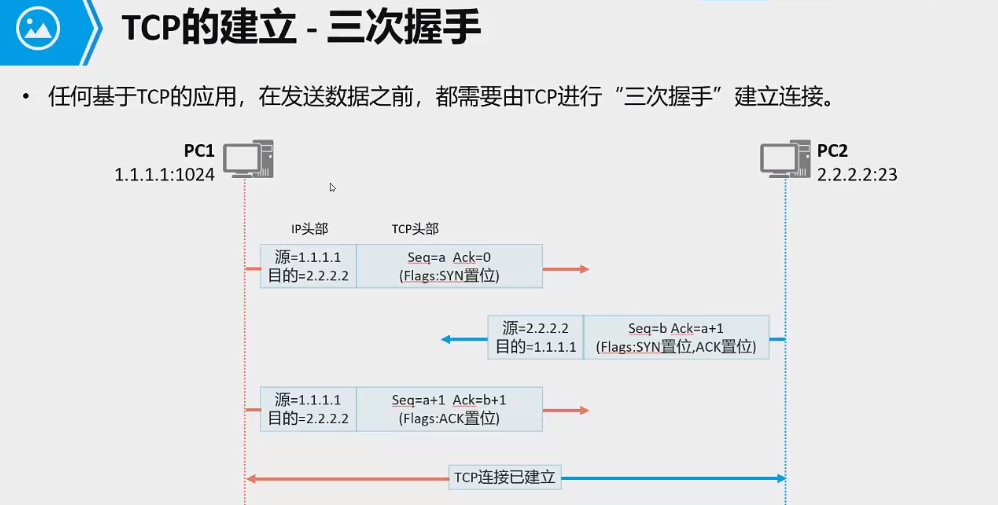 TCP的建立 - 三次握手
• 任何基于TCP的应用，在发送数据之前，都需要由TCP进行“三次握手”建立连接。
PC1
1.1.1.1:1024
PC2
2.2.2.2:23
IP头部
TCP头部
源=1.1.1.1
目的=2.2.2.2
Seq=a Ack=0
(Flags:SYN置位)
源=2.2.2.2
目的=1.1.1.1
Seq=b Ack=a+1
(Flags:SYN置位,ACK置位)
源=1.1.1.1
目的=2.2.2.2
Seq=a+1 Ack=b+1
(Flags:ACK置位)
TCP连接已建立